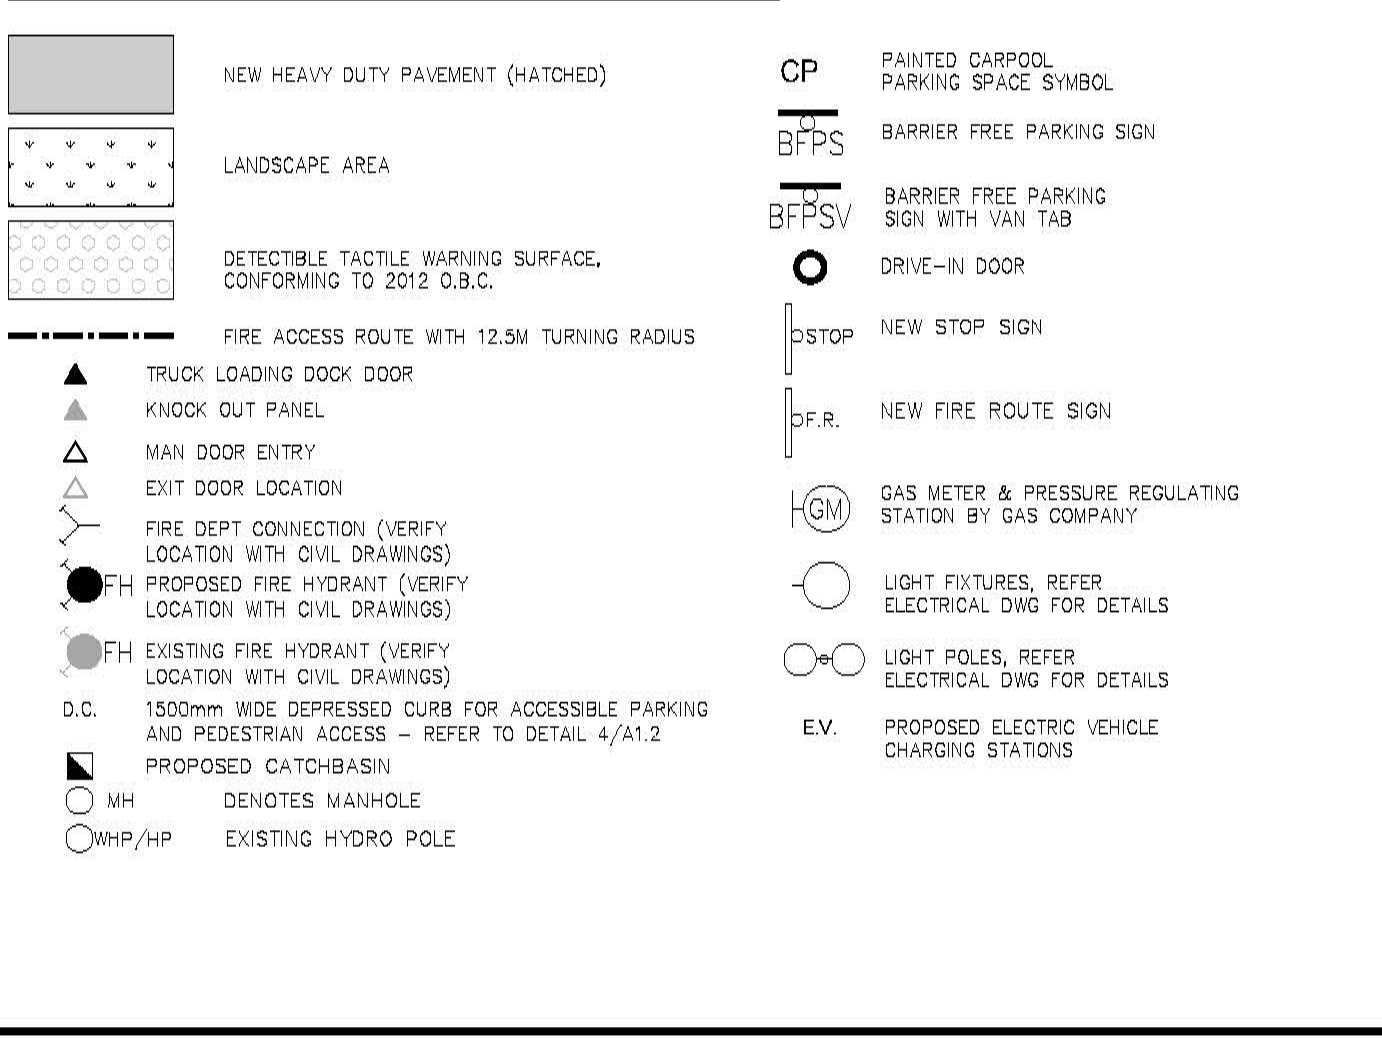 NEW HEAVY DUTY PAVEMENT (HATCHED)
LANDSCAPE AREA
DETECTIBLE TACTILE WARNING SURFACE,
CONFORMING TO 2012 O.B.C.
FIRE ACCESS ROUTE WITH 12.5M TURNING RADIUS
TRUCK LOADING DOCK DOOR
KNOCK OUT PANEL
MAN DOOR ENTRY
EXIT DOOR LOCATION
FIRE DEPT CONNECTION (VERIFY
LOCATION WITH CIVIL DRAWINGS)
FH PROPOSED FIRE HYDRANT (VERIFY
LOCATION WITH CIVIL DRAWINGS)
FH EXISTING FIRE HYDRANT (VERIFY
LOCATION WITH CIVIL DRAWINGS)
D.C. 1500mm WIDE DEPRESSED CURB FOR ACCESSIBLE PARKING
AND PEDESTRIAN ACCESS – REFER TO DETAIL 4/A1.2
PROPOSED CATCHBASIN
MH DENOTES MANHOLE
WHP/HP EXISTING HYDRO POLE
CP PAINTED CARPOOL
PARKING SPACE SYMBOL
BFPS BARRIER FREE PARKING SIGN
BFPSV BARRIER FREE PARKING
SIGN WITH VAN TAB
DRIVE–IN DOOR
STOP NEW STOP SIGN
F.R. NEW FIRE ROUTE SIGN
GM GAS METER & PRESSURE REGULATING
STATION BY GAS COMPANY
LIGHT FIXTURES, REFER
ELECTRICAL DWG FOR DETAILS
LIGHT POLES, REFER
ELECTRICAL DWG FOR DETAILS
E.V. PROPOSED ELECTRIC VEHICLE
CHARGING STATIONS